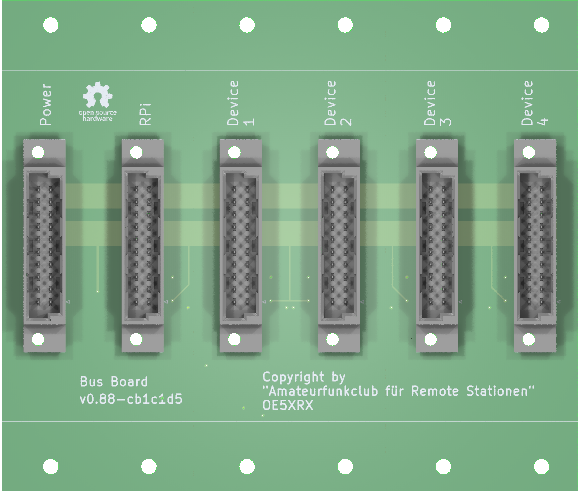 Power
open source
hardware
RPi
Device
1
Device
2
Device
3
Device
4
Bus Board
v0.88-cb1c1d5
Copyright by
"Amateurfunkclub für Remote Stationen"
OE5XRX